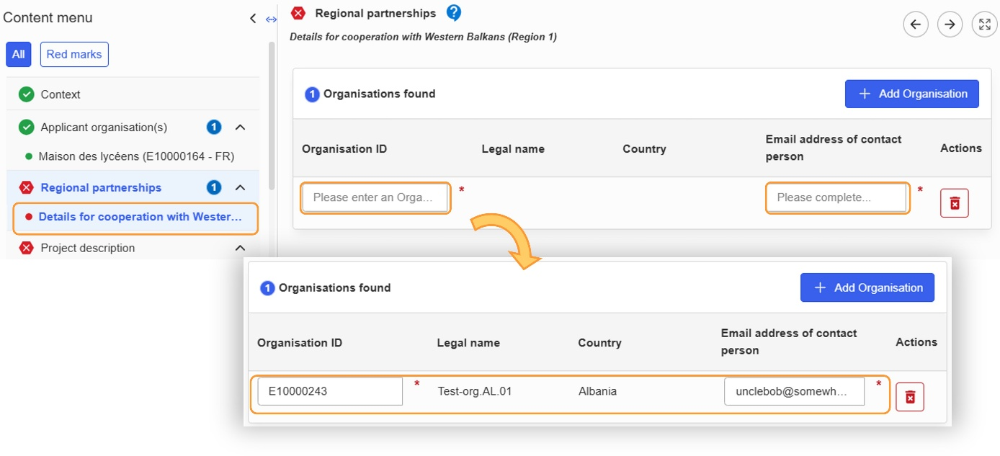 Content menu
All
Red marks
Context
Applicant organisation(s) 1
Maison des lycéens (E10000164 - FR)
Regional partnerships 1
Details for cooperation with Wester...
Project description
Regional partnerships ?
Details for cooperation with Western Balkans (Region 1)
1 Organisations found
+ Add Organisation
Organisation ID
Legal name
Country
Email address of contact
person
Actions
Please enter an Orga... *
Please complete... *
1 Organisations found
+ Add Organisation
Organisation ID
Legal name
Country
Email address of contact
person
Actions
E10000243 *
Test-org.AL.01
Albania
unclebob@somewh... *